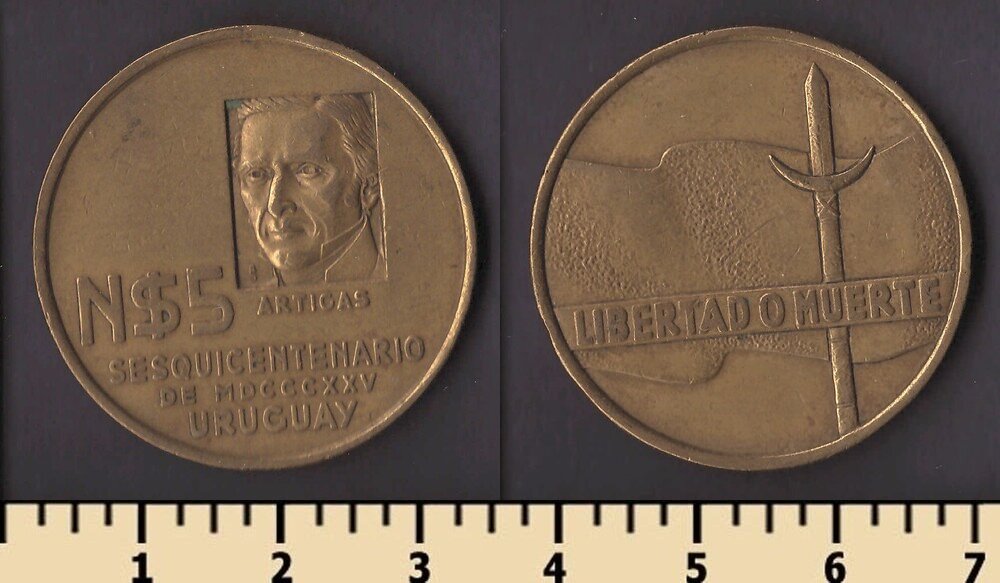 N$5
ARTIGAS
SESQUICENTENARIO
DE MDCCCXXV
URUGUAY
LIBERTAD O MUERTE
1 2 3 4 5 6 7